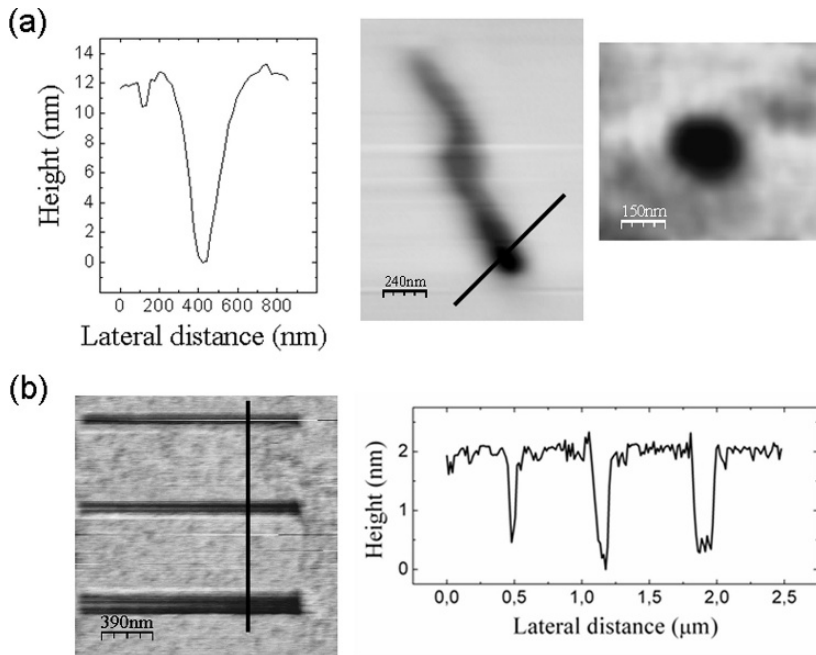 (a)
Height (nm)
14
12
10
8
6
4
2
0
0 200 400 600 800
Lateral distance (nm)
240nm
150nm
(b)
390nm
Height (nm)
2
1
0
0,0 0,5 1,0 1,5 2,0 2,5
Lateral distance (μm)